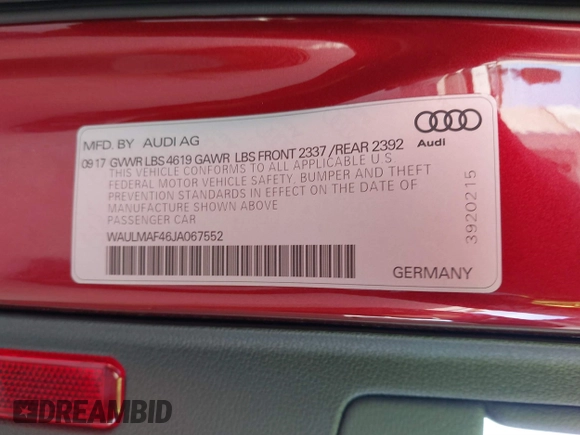 MFD. BY AUDI AG
09 17 GVWR LBS 4619 GAWR LBS FRONT 2337 / REAR 2392
THIS VEHICLE CONFORMS TO ALL APPLICABLE U S
FEDERAL MOTOR VEHICLE SAFETY, BUMPER AND THEFT
PREVENTION STANDARDS IN EFFECT ON THE DATE OF
MANUFACTURE SHOWN ABOVE
PASSENGER CAR
WAULMAF46JA067552
Audi
3920215
GERMANY
DREAMBID